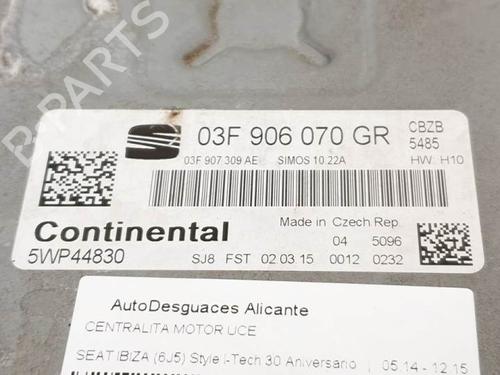 B-PARTS
03F 906 070 GR
CBZB
5485
03F 907 309 AE SIMOS 10.22A HW: H10
Continental
Made in Czech Rep.
04 5096
5WP44830 SJ8 FST 02.03.15 0012 0232
AutoDesguaces Alicante
CENTRALITA MOTOR UCE
SEAT IBIZA (6J5) Style I-Tech 30 Aniversario | 05.14 - 12.15